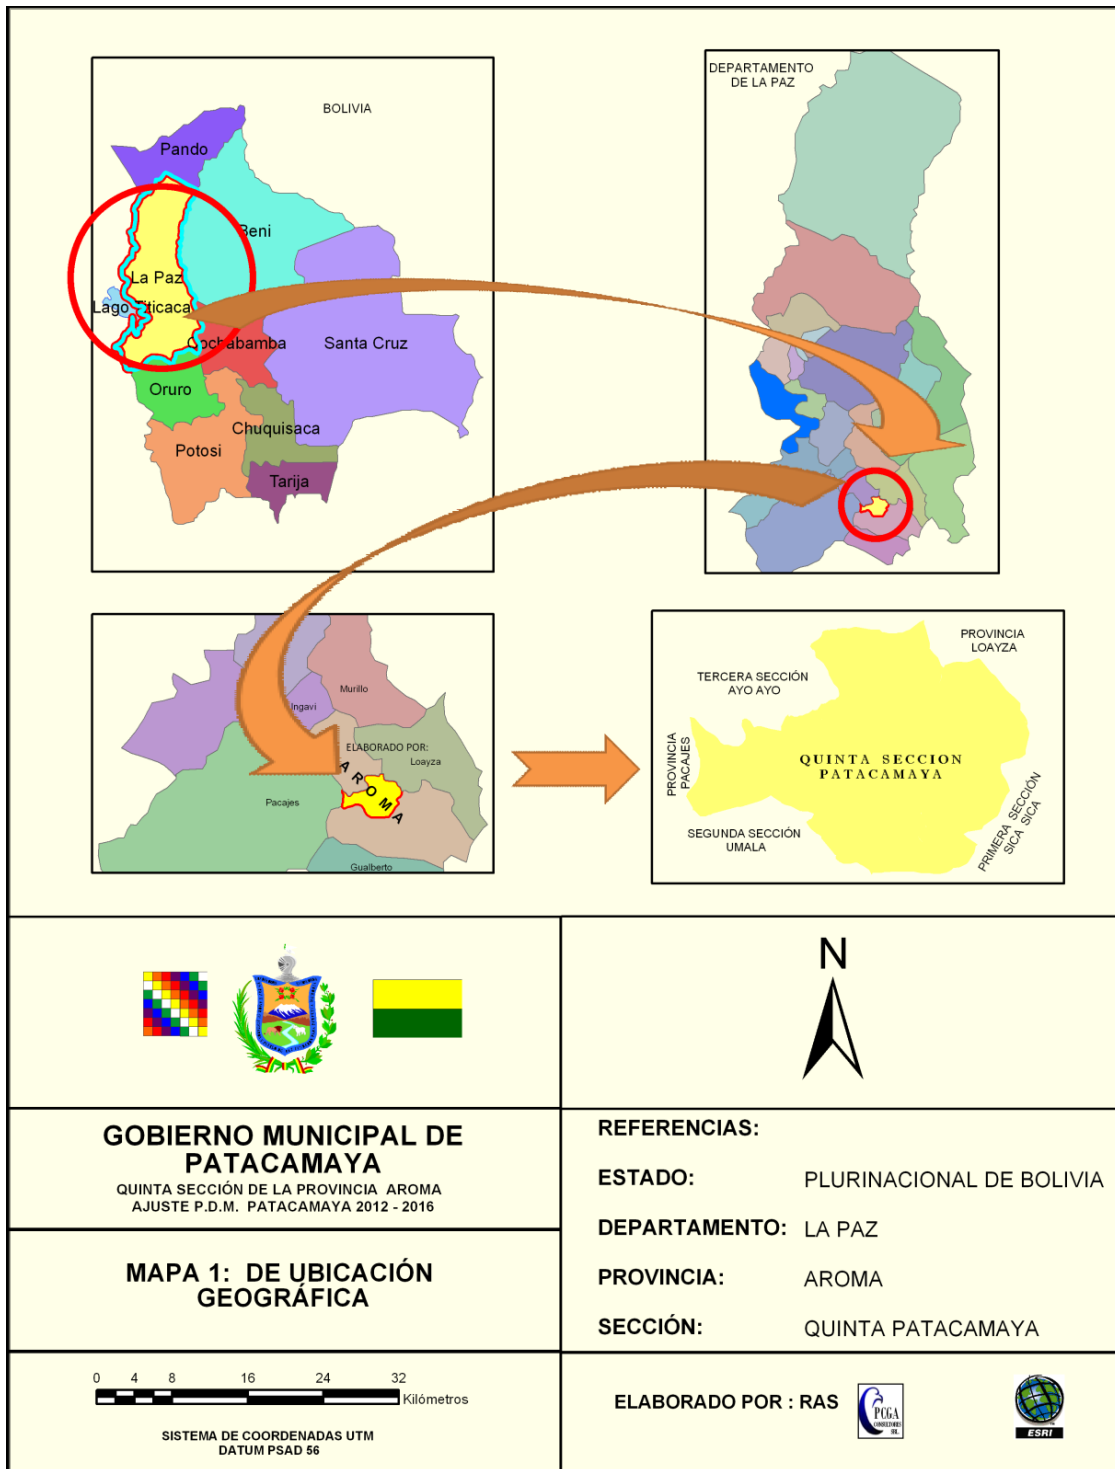 BOLIVIA
Pando
Beni
La Paz
Lago Titicaca
Cochabamba
Santa Cruz
Oruro
Chuquisaca
Potosi
Tarija
DEPARTAMENTO
DE LA PAZ
Murillo
Ingavi
ELABORADO POR:
Loayza
AROMA
Pacajes
Gualberto
PROVINCIA
LOAYZA
TERCERA SECCIÓN
AYO AYO
PROVINCIA
PACAJES
QUINTA SECCION
PATACAMAYA
SEGUNDA SECCIÓN
UMALA
PRIMERA SECCIÓN
SICA SICA
N
GOBIERNO MUNICIPAL DE
PATACAMAYA
QUINTA SECCIÓN DE LA PROVINCIA AROMA
AJUSTE P.D.M. PATACAMAYA 2012 - 2016
MAPA 1: DE UBICACIÓN
GEOGRÁFICA
REFERENCIAS:
ESTADO: PLURINACIONAL DE BOLIVIA
DEPARTAMENTO: LA PAZ
PROVINCIA: AROMA
SECCIÓN: QUINTA PATACAMAYA
0 4 8 16 24 32
Kilómetros
SISTEMA DE COORDENADAS UTM
DATUM PSAD 56
ELABORADO POR : RAS
PCGA
CONSULTORES
SRL.
ESRI